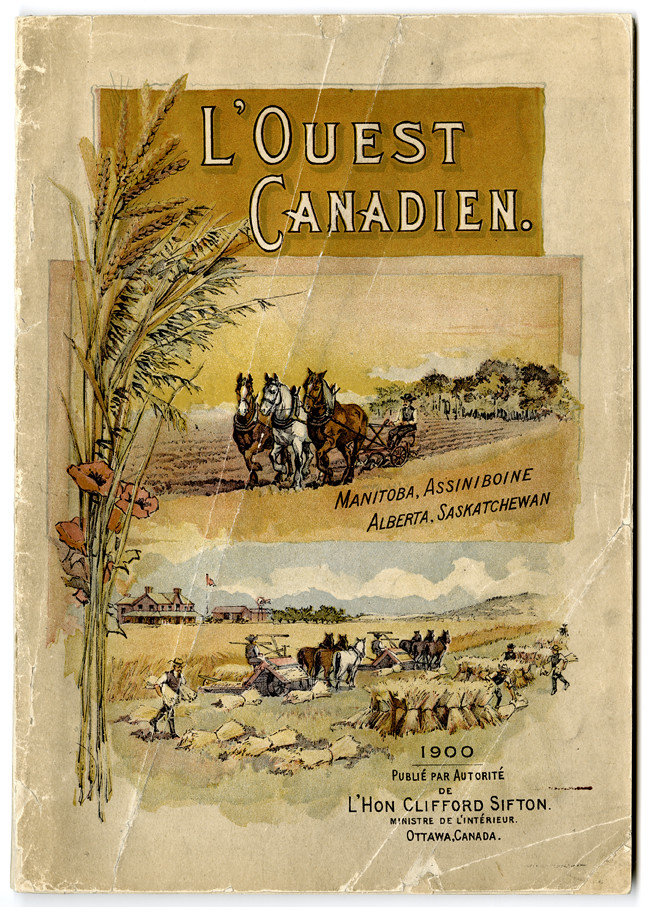 L'OUEST
CANADIEN.
MANITOBA, ASSINIBOINE
ALBERTA, SASKATCHEWAN
1900
PUBLIÉ PAR AUTORITÉ
DE
L'HON CLIFFORD SIFTON.
MINISTRE DE L'INTÉRIEUR.
OTTAWA, CANADA.